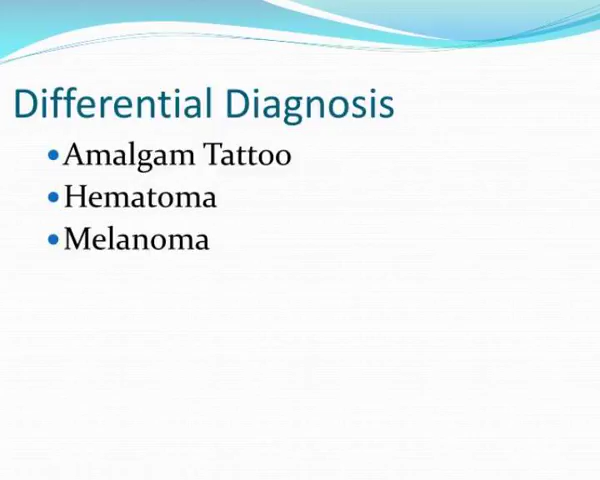 Differential Diagnosis
•Amalgam Tattoo
•Hematoma
•Melanoma